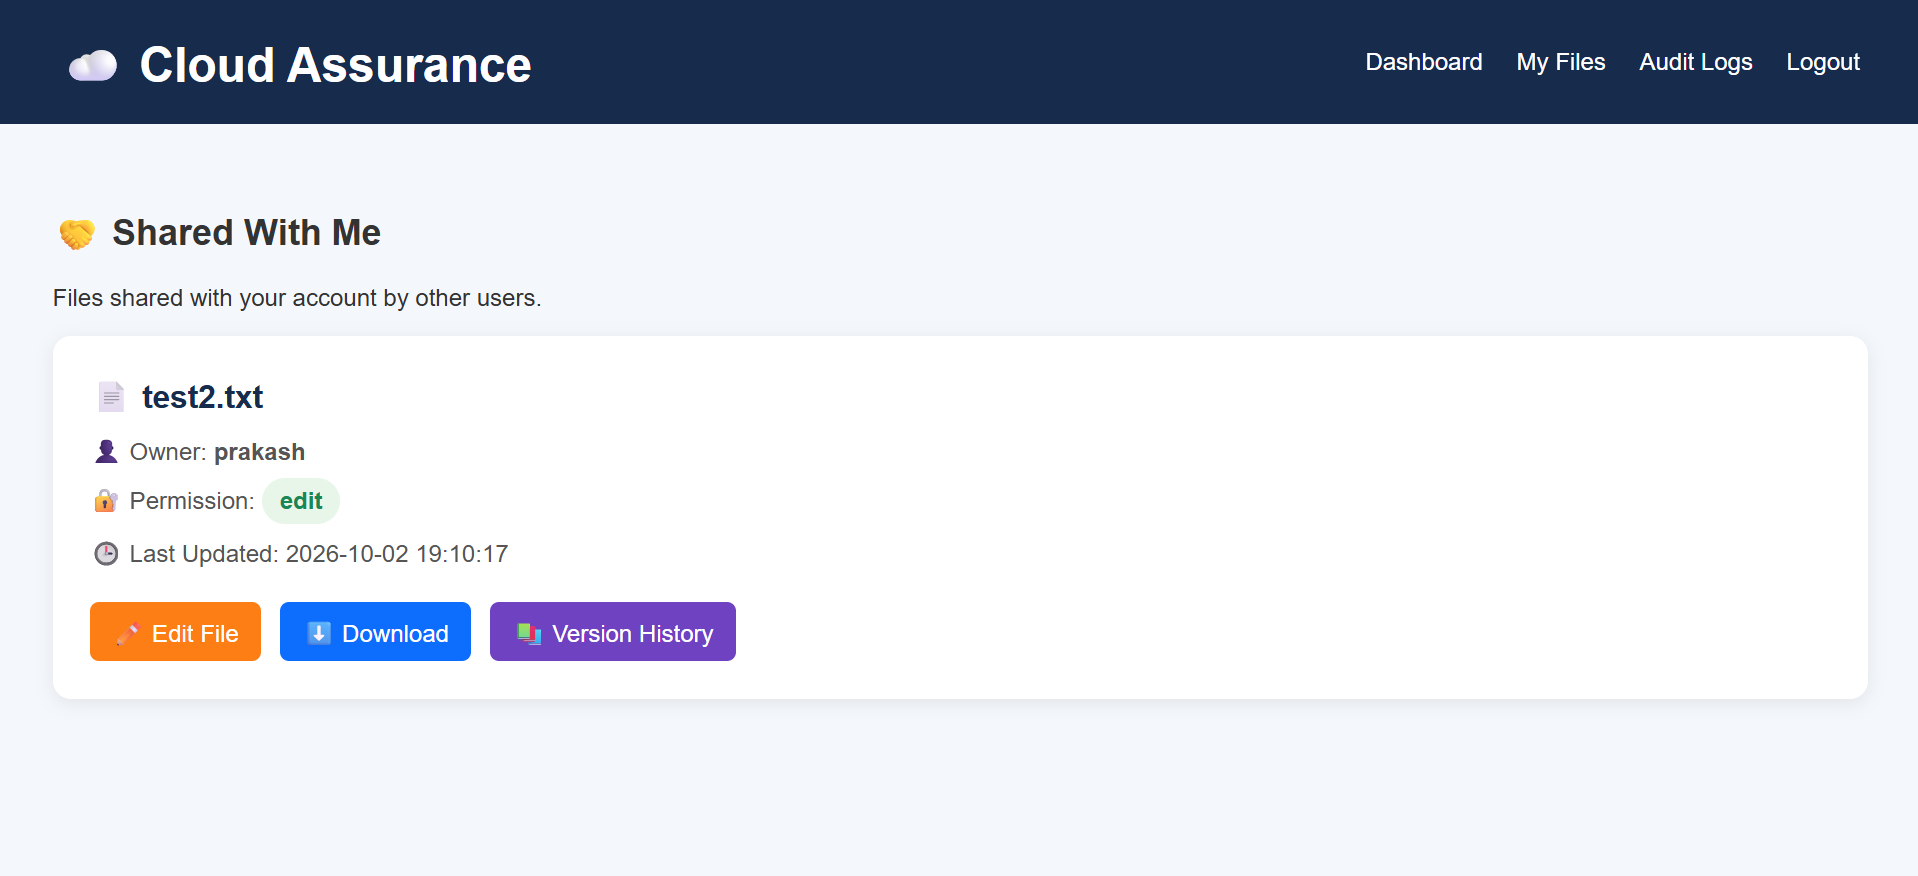 Cloud Assurance
Dashboard My Files Audit Logs Logout
Shared With Me
Files shared with your account by other users.
test2.txt
Owner: prakash
Permission: edit
Last Updated: 2026-10-02 19:10:17
Edit File Download Version History